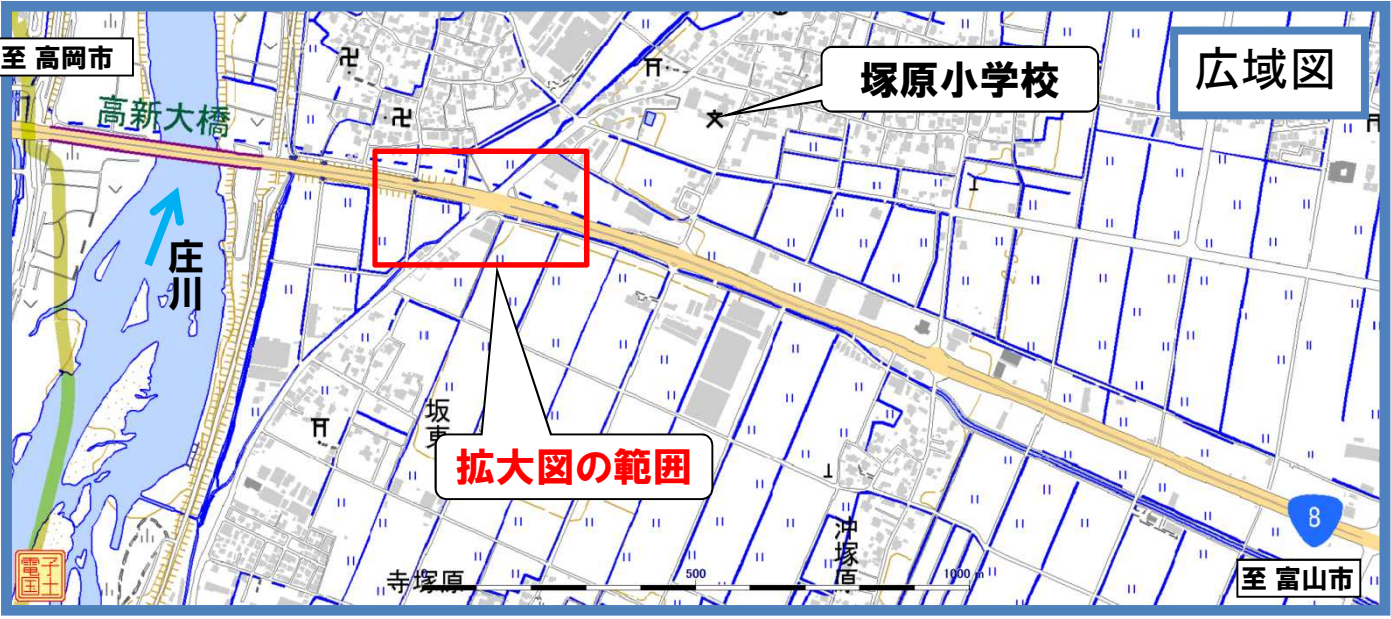 広域図
至 高岡市
高新大橋
塚原小学校
庄
川
坂
東
拡大図の範囲
沖
塚
原
寺塚原
0
500
1000 m
8
至 富山市
電子
国土